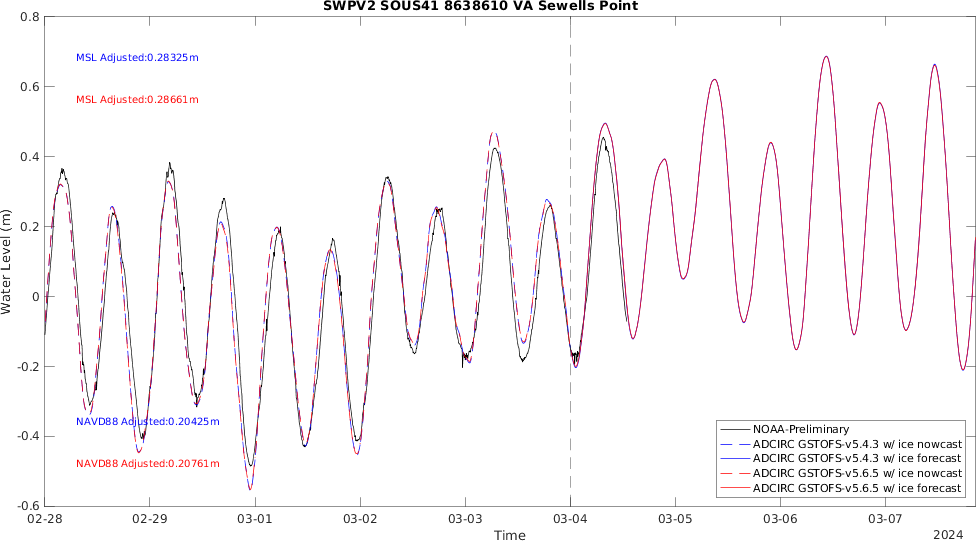 SWPV2 SOUS41 8638610 VA Sewells Point
0.8
0.6
0.4
0.2
0
-0.2
-0.4
-0.6
Water Level (m)
MSL Adjusted:0.28325m
MSL Adjusted:0.28661m
NAVD88 Adjusted:0.20425m
NAVD88 Adjusted:0.20761m
NOAA-Preliminary
ADCIRC GSTOFS-v5.4.3 w/ ice nowcast
ADCIRC GSTOFS-v5.4.3 w/ ice forecast
ADCIRC GSTOFS-v5.6.5 w/ ice nowcast
ADCIRC GSTOFS-v5.6.5 w/ ice forecast
02-28 02-29 03-01 03-02 03-03 03-04 03-05 03-06 03-07
Time
2024